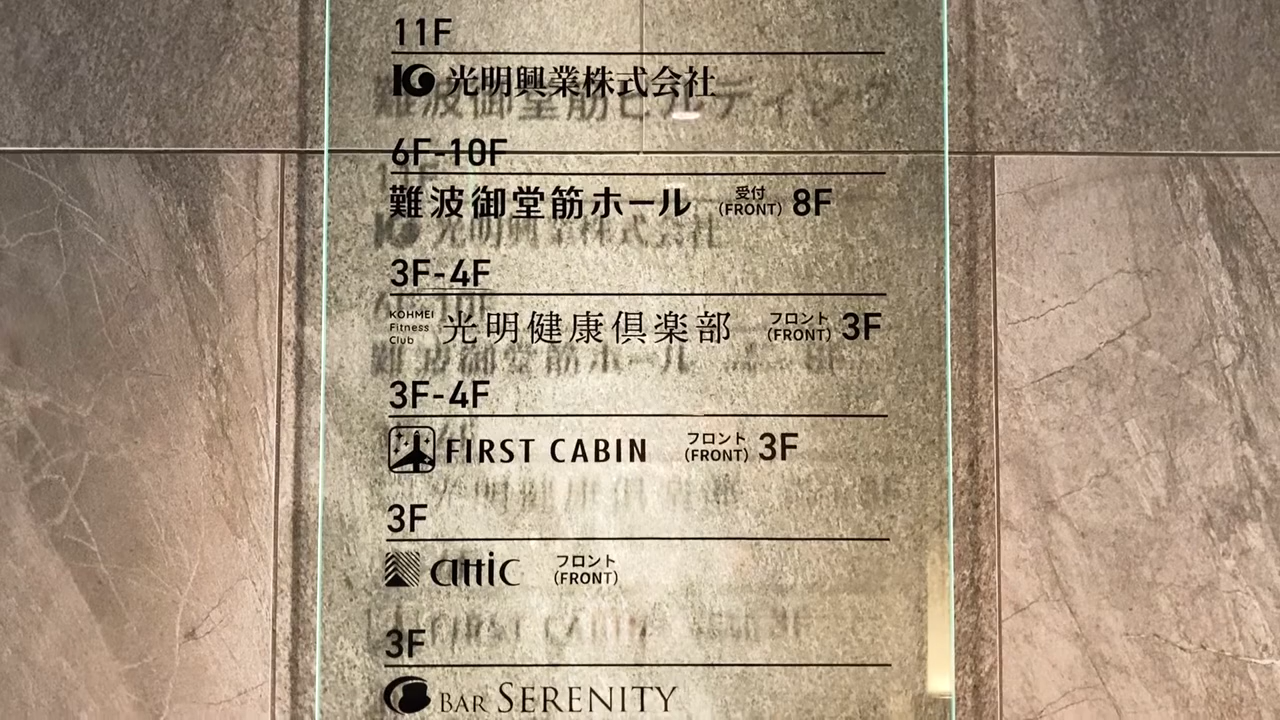 11F
光明興業株式会社
6F-10F
難波御堂筋ホール 受付 (FRONT) 8F
3F-4F
KOHMEI Fitness Club 光明健康倶楽部 フロント (FRONT) 3F
3F-4F
FIRST CABIN フロント (FRONT) 3F
3F
attic フロント (FRONT)
3F
BAR SERENITY